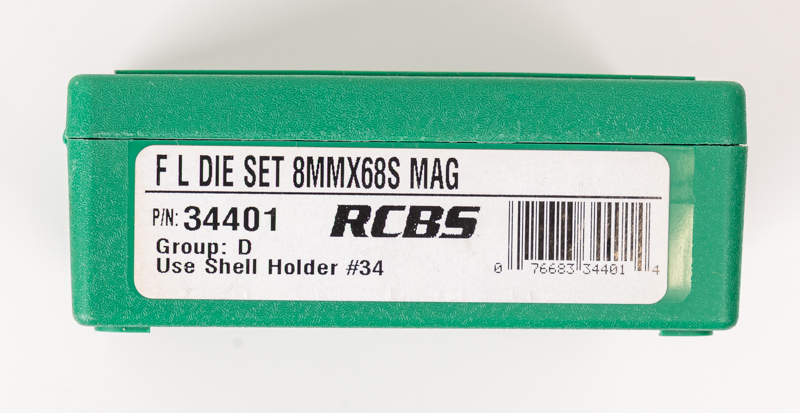 F L DIE SET 8MMX68S MAG
P/N: 34401
RCBS
Group: D
Use Shell Holder #34
0 76683 34401 4